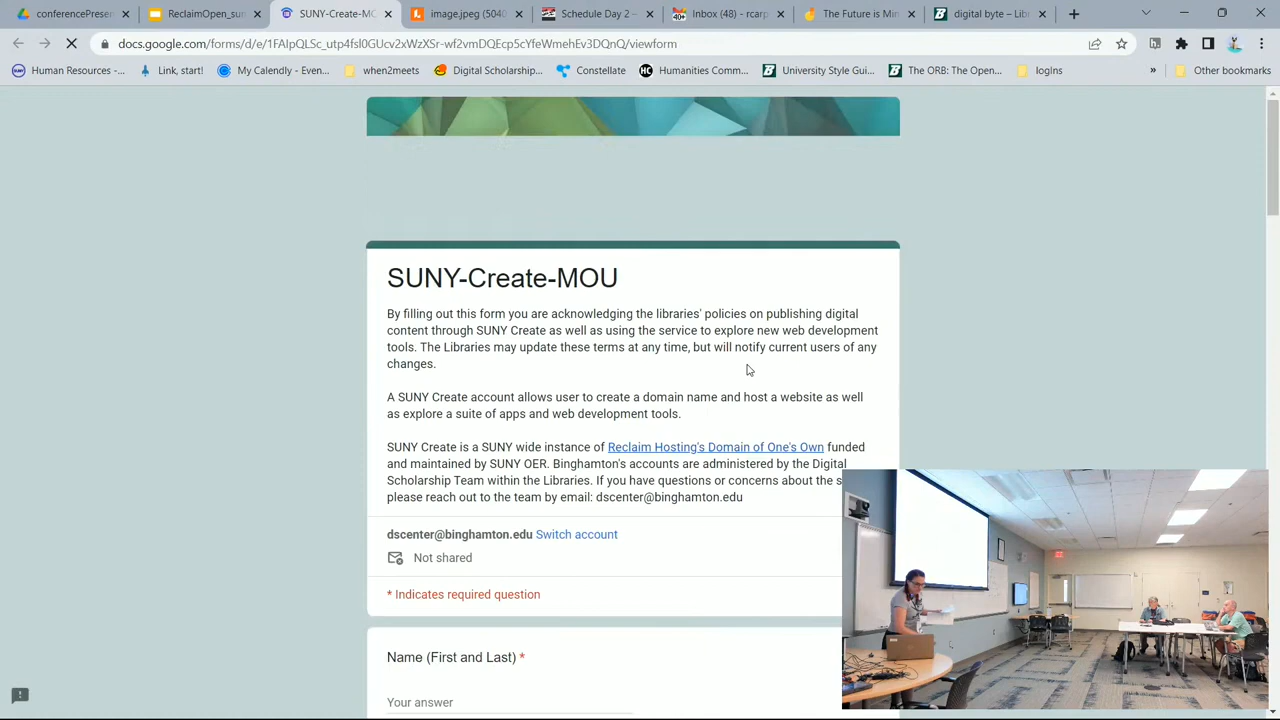 conferencePresen
ReclaimOpen_sum
SUNY-Create-MO
image.jpeg (5040
Schedule Day 2 –
Inbox (48) - rcarp
The Future is Min
digital byte – Libr
docs.google.com/forms/d/e/1FAIpQLSc_utp4fsl0GUcv2xWzXSr-wf2vmDQEcp5cYfeWmehEv3DQnQ/viewform
Human Resources -...
Link, start!
My Calendly - Even...
when2meets
Digital Scholarship...
Constellate
HC
Humanities Comm...
University Style Gui...
The ORB: The Open...
logIns
»
Other bookmarks
SUNY-Create-MOU
By filling out this form you are acknowledging the libraries' policies on publishing digital
content through SUNY Create as well as using the service to explore new web development
tools. The Libraries may update these terms at any time, but will notify current users of any
changes.
A SUNY Create account allows user to create a domain name and host a website as well
as explore a suite of apps and web development tools.
SUNY Create is a SUNY wide instance of Reclaim Hosting's Domain of One's Own funded
and maintained by SUNY OER. Binghamton's accounts are administered by the Digital
Scholarship Team within the Libraries. If you have questions or concerns about the s
please reach out to the team by email: dscenter@binghamton.edu
dscenter@binghamton.edu Switch account
Not shared
* Indicates required question
Name (First and Last) *
Your answer